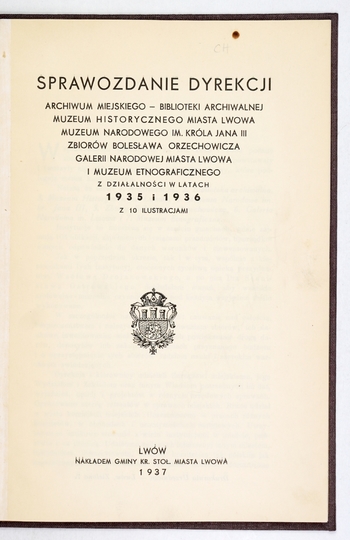 CH
SPRAWOZDANIE DYREKCJI
ARCHIWUM MIEJSKIEGO – BIBLIOTEKI ARCHIWALNEJ
MUZEUM HISTORYCZNEGO MIASTA LWOWA
MUZEUM NARODOWEGO IM. KRÓLA JANA III
ZBIORÓW BOLESŁAWA ORZECHOWICZA
GALERII NARODOWEJ MIASTA LWOWA
I MUZEUM ETNOGRAFICZNEGO
Z DZIAŁALNOŚCI W LATACH
1935 i 1936
Z 10 ILUSTRACJAMI
LWÓW
NAKŁADEM GMINY KR. STOŁ. MIASTA LWOWA
1937